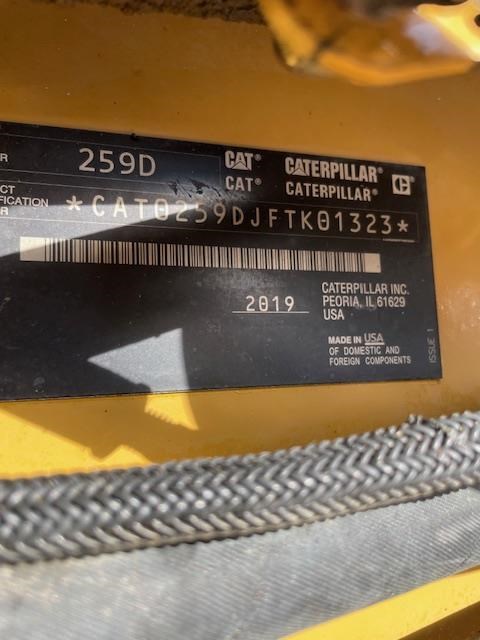 R 259D CAT® CATERPILLAR®
CAT® CATERPILLAR®
CT
IFICATION
R *CAT0259DJFTK01323*
2019 CATERPILLAR INC.
PEORIA, IL 61629
USA
MADE IN USA
OF DOMESTIC AND
FOREIGN COMPONENTS
ISSUE 1